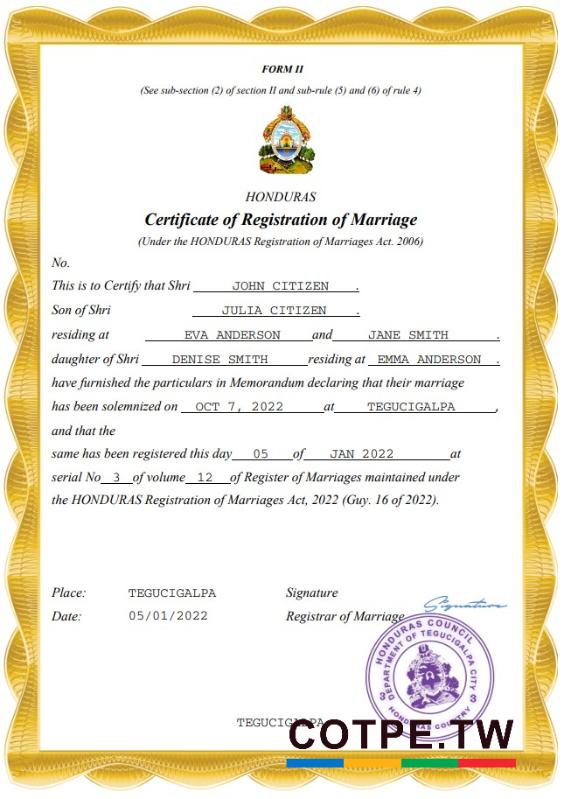 FORM II
(See sub-section (2) of section II and sub-rule (5) and (6) of rule 4)
HONDURAS
Certificate of Registration of Marriage
(Under the HONDURAS Registration of Marriages Act. 2006)
No.
This is to Certify that Shri JOHN CITIZEN .
Son of Shri JULIA CITIZEN .
residing at EVA ANDERSON and JANE SMITH .
daughter of Shri DENISE SMITH residing at EMMA ANDERSON .
have furnished the particulars in Memorandum declaring that their marriage
has been solemnized on OCT 7, 2022 at TEGUCIGALPA ,
and that the
same has been registered this day 05 of JAN 2022 at
serial No 3 of volume 12 of Register of Marriages maintained under
the HONDURAS Registration of Marriages Act, 2022 (Guy. 16 of 2022).
Place: TEGUCIGALPA Signature
Date: 05/01/2022 Registrar of Marriage
Signature
HONDURAS COUNCIL
DEPARTMENT OF TEGUCIGALPA CITY
3 3
HONDURAS COUNTRY
TEGUCIGALPA
COTPE.TW